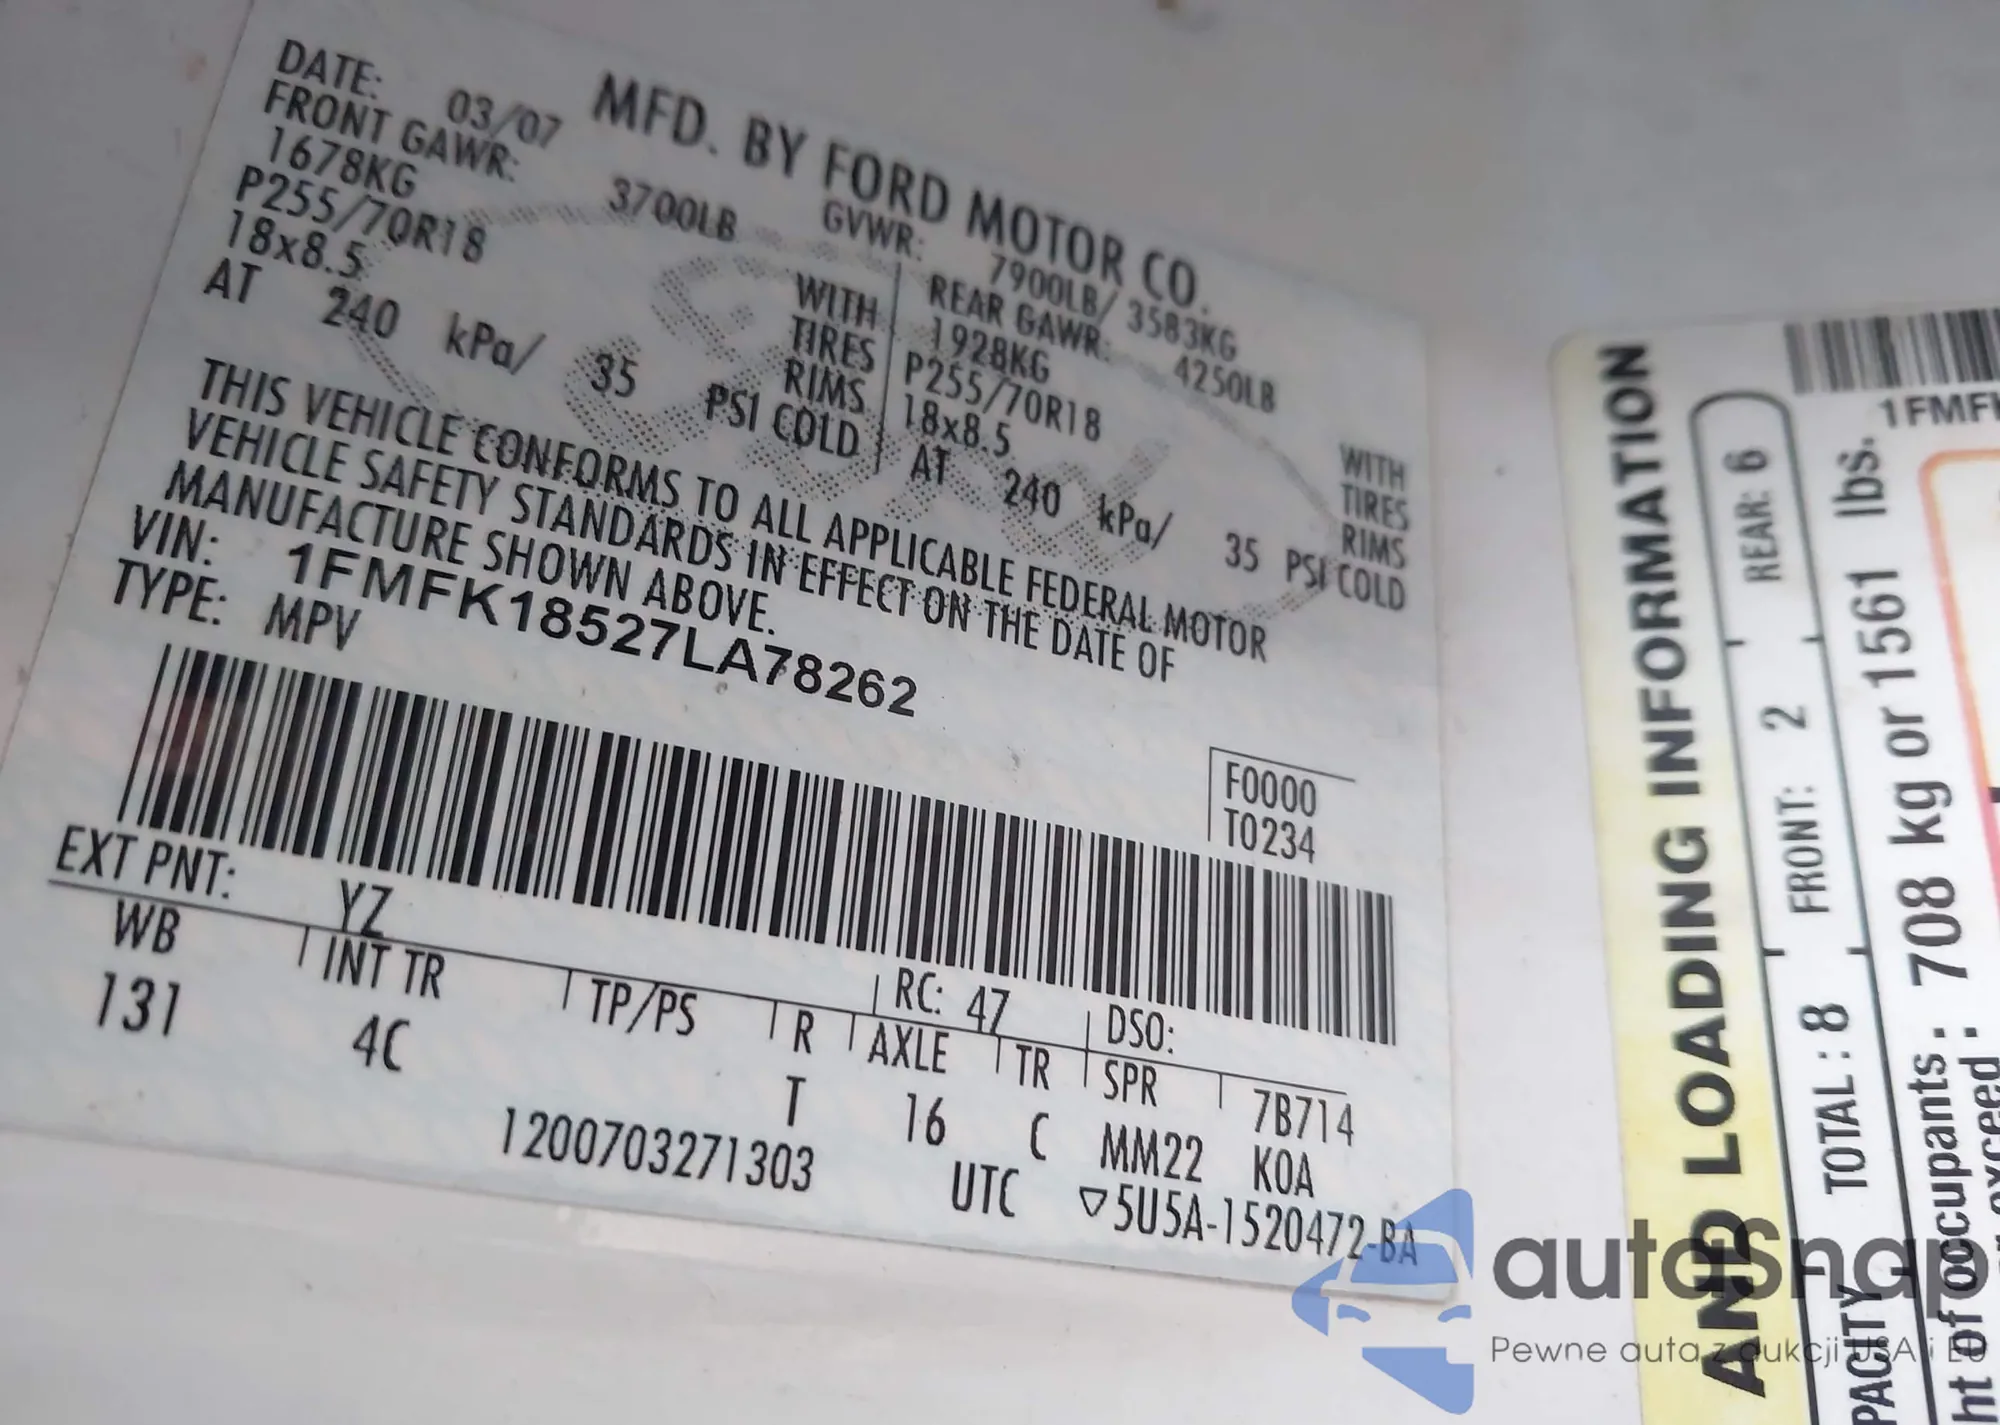 MFD. BY FORD MOTOR CO.
DATE: 03/07 GVWR: 7900LB/ 3583KG
FRONT GAWR: 3700LB REAR GAWR: 4250LB
1678KG WITH 1928KG WITH
P255/70R18 TIRES P255/70R18 TIRES
18x8.5 RIMS 18x8.5 RIMS
AT 240 kPa/ 35 PSI COLD AT 240 kPa/ 35 PSI COLD
THIS VEHICLE CONFORMS TO ALL APPLICABLE FEDERAL MOTOR
VEHICLE SAFETY STANDARDS IN EFFECT ON THE DATE OF
MANUFACTURE SHOWN ABOVE.
VIN: 1FMFK18527LA78262
TYPE: MPV
F0000
T0234
EXT PNT: YZ RC: 47 DSO:
WB INT TR TP/PS R AXLE TR SPR 7B714
131 4C T 16 C MM22 K0A
1200703271303 UTC ▽5U5A-1520472-BA
Ford
AND LOADING INFORMATION
PACITY TOTAL : 8 FRONT: 2 REAR: 6
ht of occupants
exceed : 708 kg or 1561 lbs.
1FMF
autoSnap
Pewne auta z aukcji USA i EU